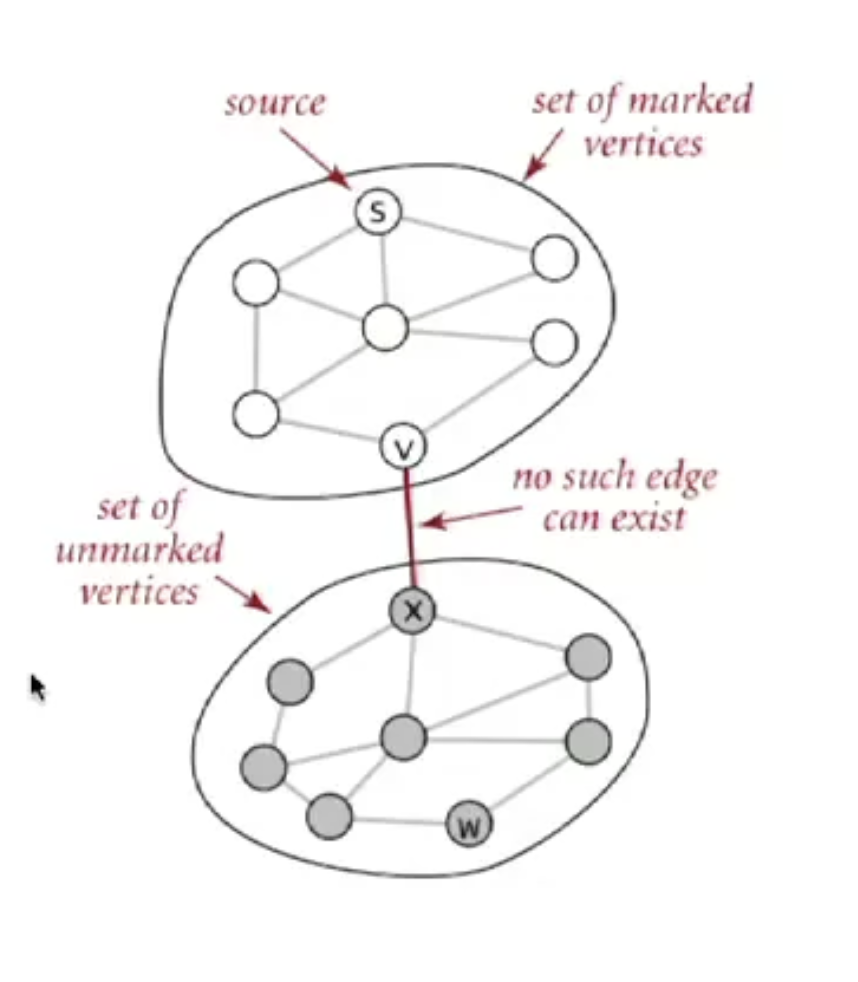 source
set of marked
vertices
S
v
no such edge
can exist
set of
unmarked
vertices
x
w